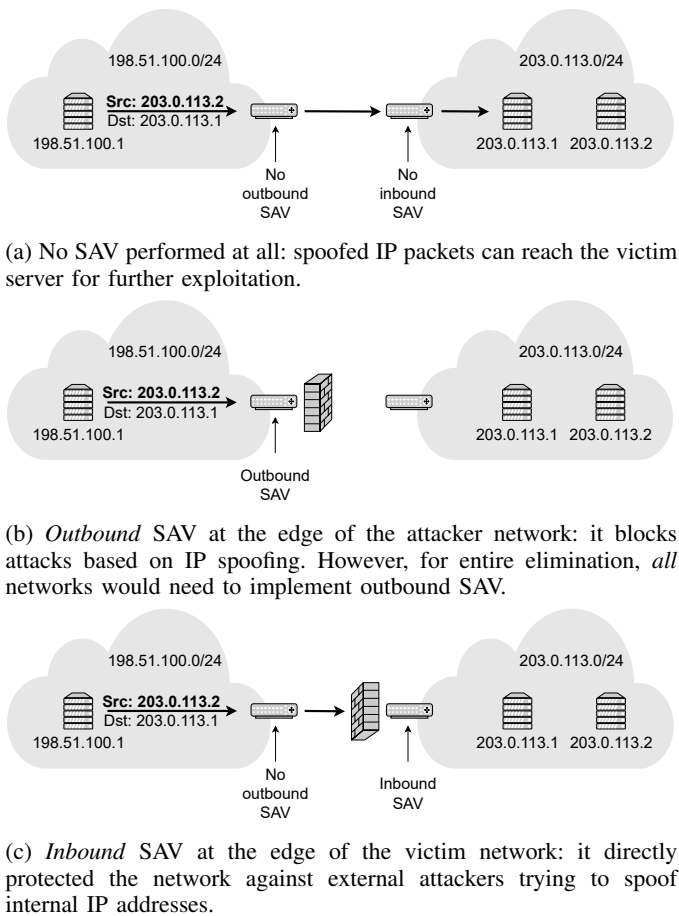 198.51.100.0/24
203.0.113.0/24
Src: 203.0.113.2
Dst: 203.0.113.1
198.51.100.1
203.0.113.1
203.0.113.2
No
outbound
SAV
No
inbound
SAV
(a) No SAV performed at all: spoofed IP packets can reach the victim
server for further exploitation.
198.51.100.0/24
203.0.113.0/24
Src: 203.0.113.2
Dst: 203.0.113.1
198.51.100.1
203.0.113.1
203.0.113.2
Outbound
SAV
(b) Outbound SAV at the edge of the attacker network: it blocks
attacks based on IP spoofing. However, for entire elimination, all
networks would need to implement outbound SAV.
198.51.100.0/24
203.0.113.0/24
Src: 203.0.113.2
Dst: 203.0.113.1
198.51.100.1
203.0.113.1
203.0.113.2
No
outbound
SAV
Inbound
SAV
(c) Inbound SAV at the edge of the victim network: it directly
protected the network against external attackers trying to spoof
internal IP addresses.